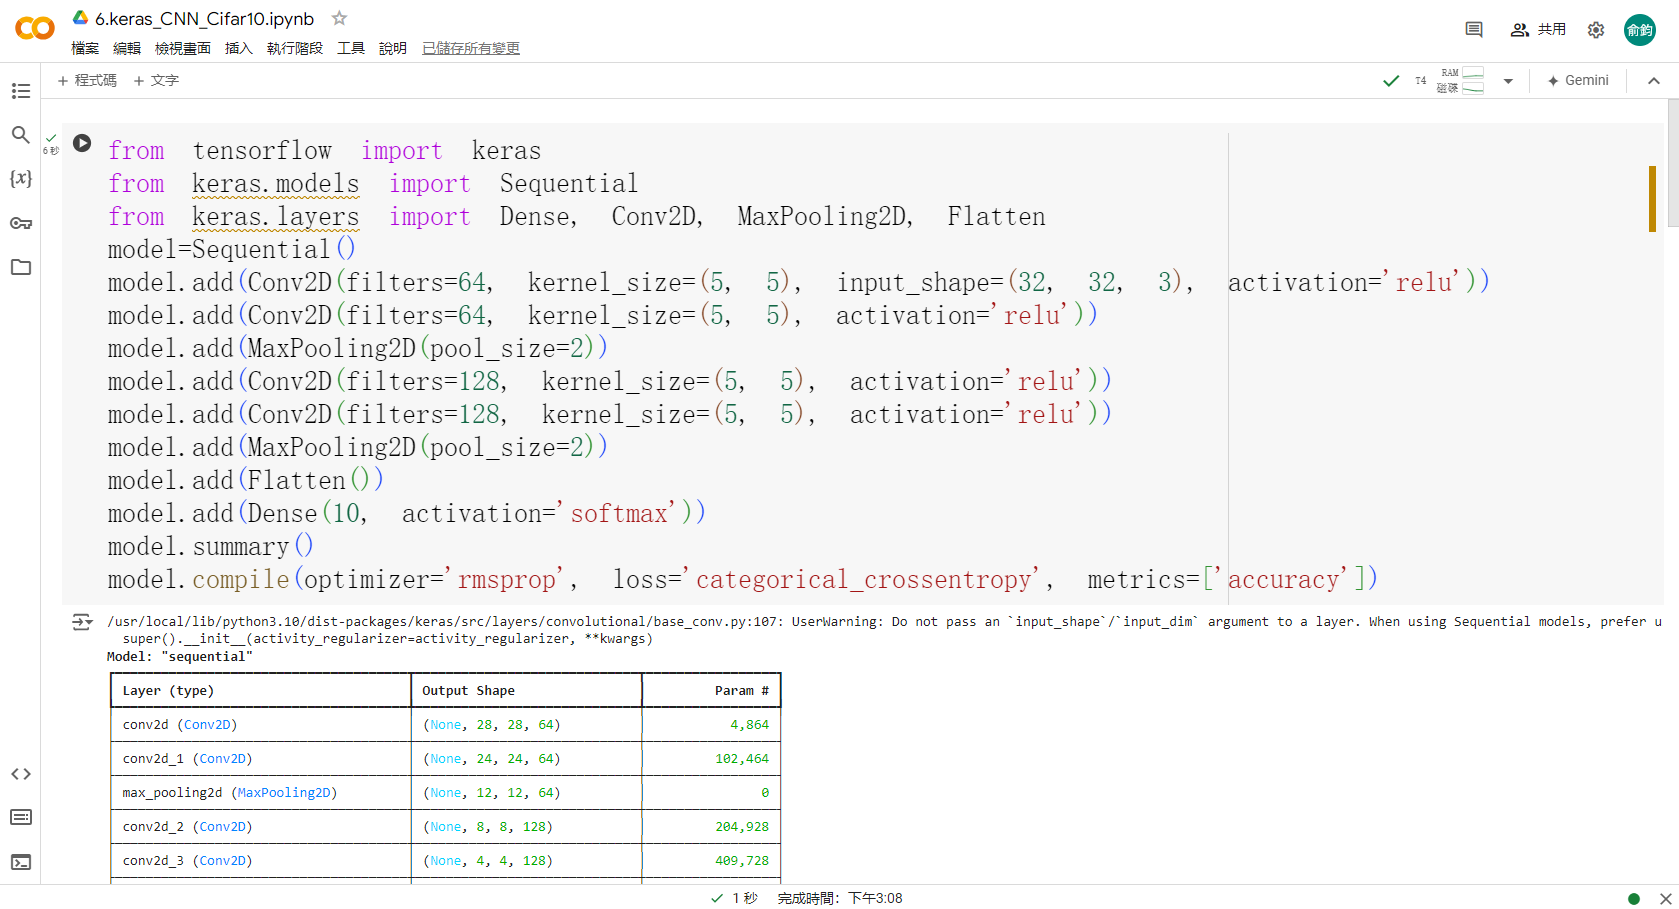 6.keras_CNN_Cifar10.ipynb
檔案 編輯 檢視畫面 插入 執行階段 工具 說明 已儲存所有變更
共用
俞鈞
+ 程式碼 + 文字
T4 RAM 磁碟
Gemini
6 秒
from tensorflow import keras
from keras.models import Sequential
from keras.layers import Dense, Conv2D, MaxPooling2D, Flatten
model=Sequential()
model.add(Conv2D(filters=64, kernel_size=(5, 5), input_shape=(32, 32, 3), activation='relu'))
model.add(Conv2D(filters=64, kernel_size=(5, 5), activation='relu'))
model.add(MaxPooling2D(pool_size=2))
model.add(Conv2D(filters=128, kernel_size=(5, 5), activation='relu'))
model.add(Conv2D(filters=128, kernel_size=(5, 5), activation='relu'))
model.add(MaxPooling2D(pool_size=2))
model.add(Flatten())
model.add(Dense(10, activation='softmax'))
model.summary()
model.compile(optimizer='rmsprop', loss='categorical_crossentropy', metrics=['accuracy'])
/usr/local/lib/python3.10/dist-packages/keras/src/layers/convolutional/base_conv.py:107: UserWarning: Do not pass an `input_shape`/`input_dim` argument to a layer. When using Sequential models, prefer u
super().__init__(activity_regularizer=activity_regularizer, **kwargs)
Model: "sequential"
Layer (type) Output Shape Param #
conv2d (Conv2D) (None, 28, 28, 64) 4,864
conv2d_1 (Conv2D) (None, 24, 24, 64) 102,464
max_pooling2d (MaxPooling2D) (None, 12, 12, 64) 0
conv2d_2 (Conv2D) (None, 8, 8, 128) 204,928
conv2d_3 (Conv2D) (None, 4, 4, 128) 409,728
1 秒 完成時間: 下午3:08